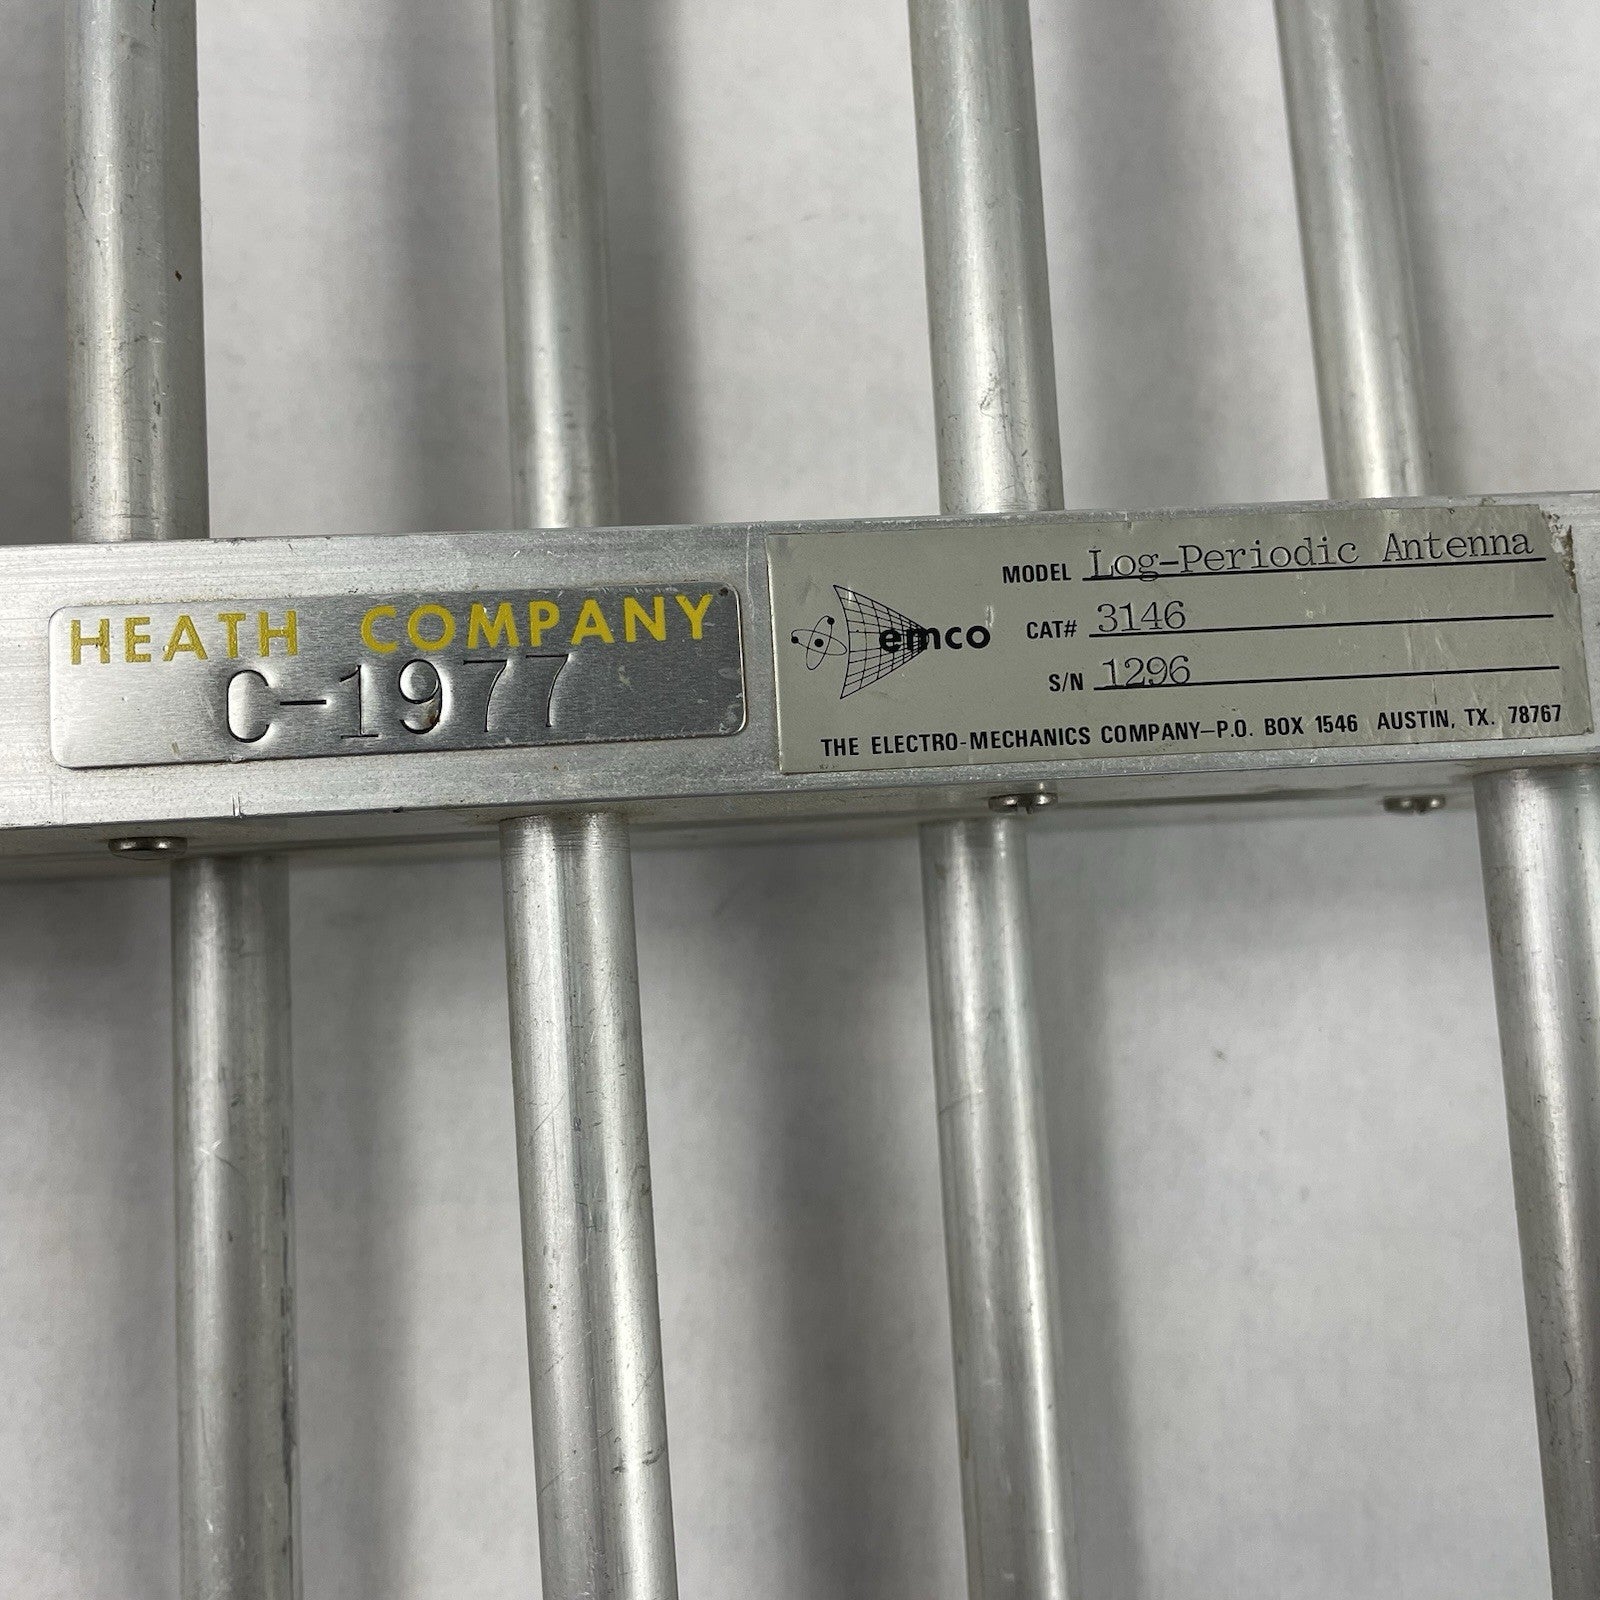 HEATH COMPANY
C-1977
emco
MODEL Log-Periodic Antenna
CAT# 3146
S/N 1296
THE ELECTRO-MECHANICS COMPANY—P.O. BOX 1546 AUSTIN, TX. 78767